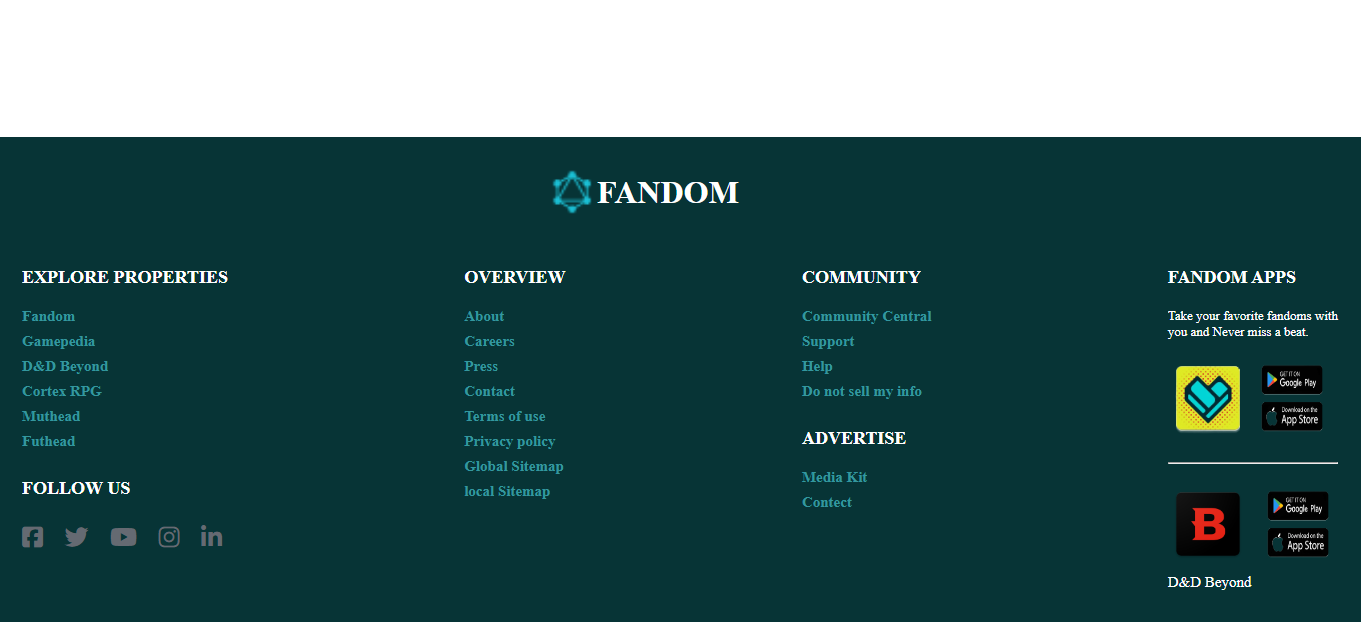 FANDOM
EXPLORE PROPERTIES
Fandom
Gamepedia
D&D Beyond
Cortex RPG
Muthead
Futhead
FOLLOW US
OVERVIEW
About
Careers
Press
Contact
Terms of use
Privacy policy
Global Sitemap
local Sitemap
COMMUNITY
Community Central
Support
Help
Do not sell my info
ADVERTISE
Media Kit
Contect
FANDOM APPS
Take your favorite fandoms with
you and Never miss a beat.
GET IT ON
Google Play
Download on the
App Store
B
GET IT ON
Google Play
Download on the
App Store
D&D Beyond